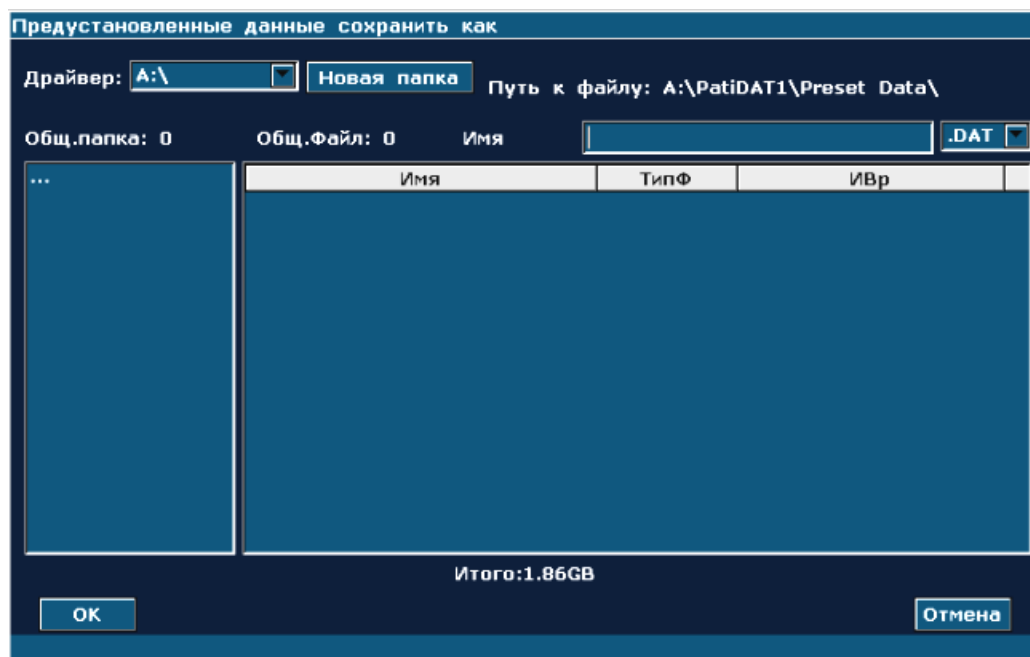 Предустановленные данные сохранить как
Драйвер: A:\ Новая папка Путь к файлу: A:\PatiDAT1\Preset Data\
Общ.папка: 0 Общ.Файл: 0 Имя .DAT
... Имя ТипФ ИВр
Итого:1.86GB
OK Отмена